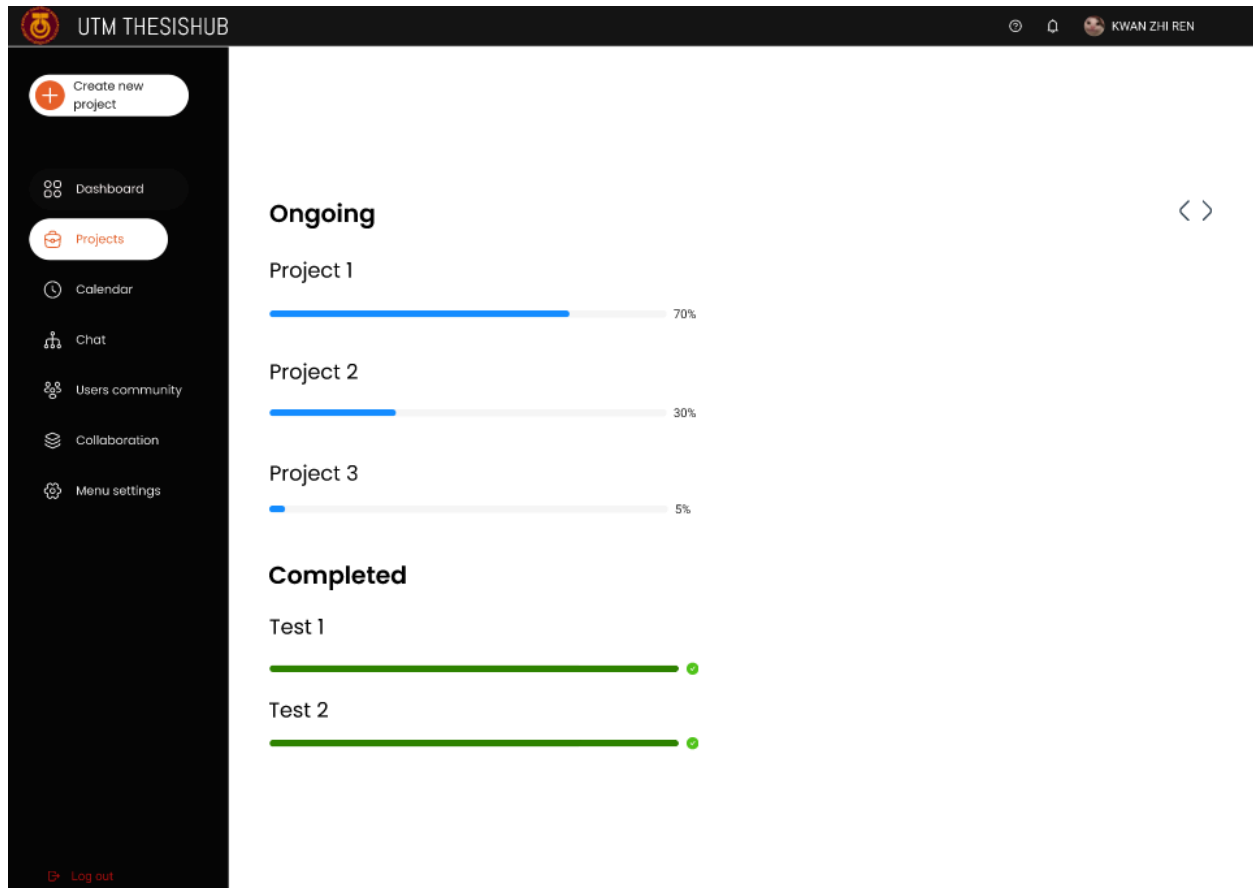 UTM THESISHUB
KWAN ZHI REN
Create new
project
Dashboard
Projects
Calendar
Chat
Users community
Collaboration
Menu settings
Log out
Ongoing
Project 1
70%
Project 2
30%
Project 3
5%
Completed
Test 1
Test 2